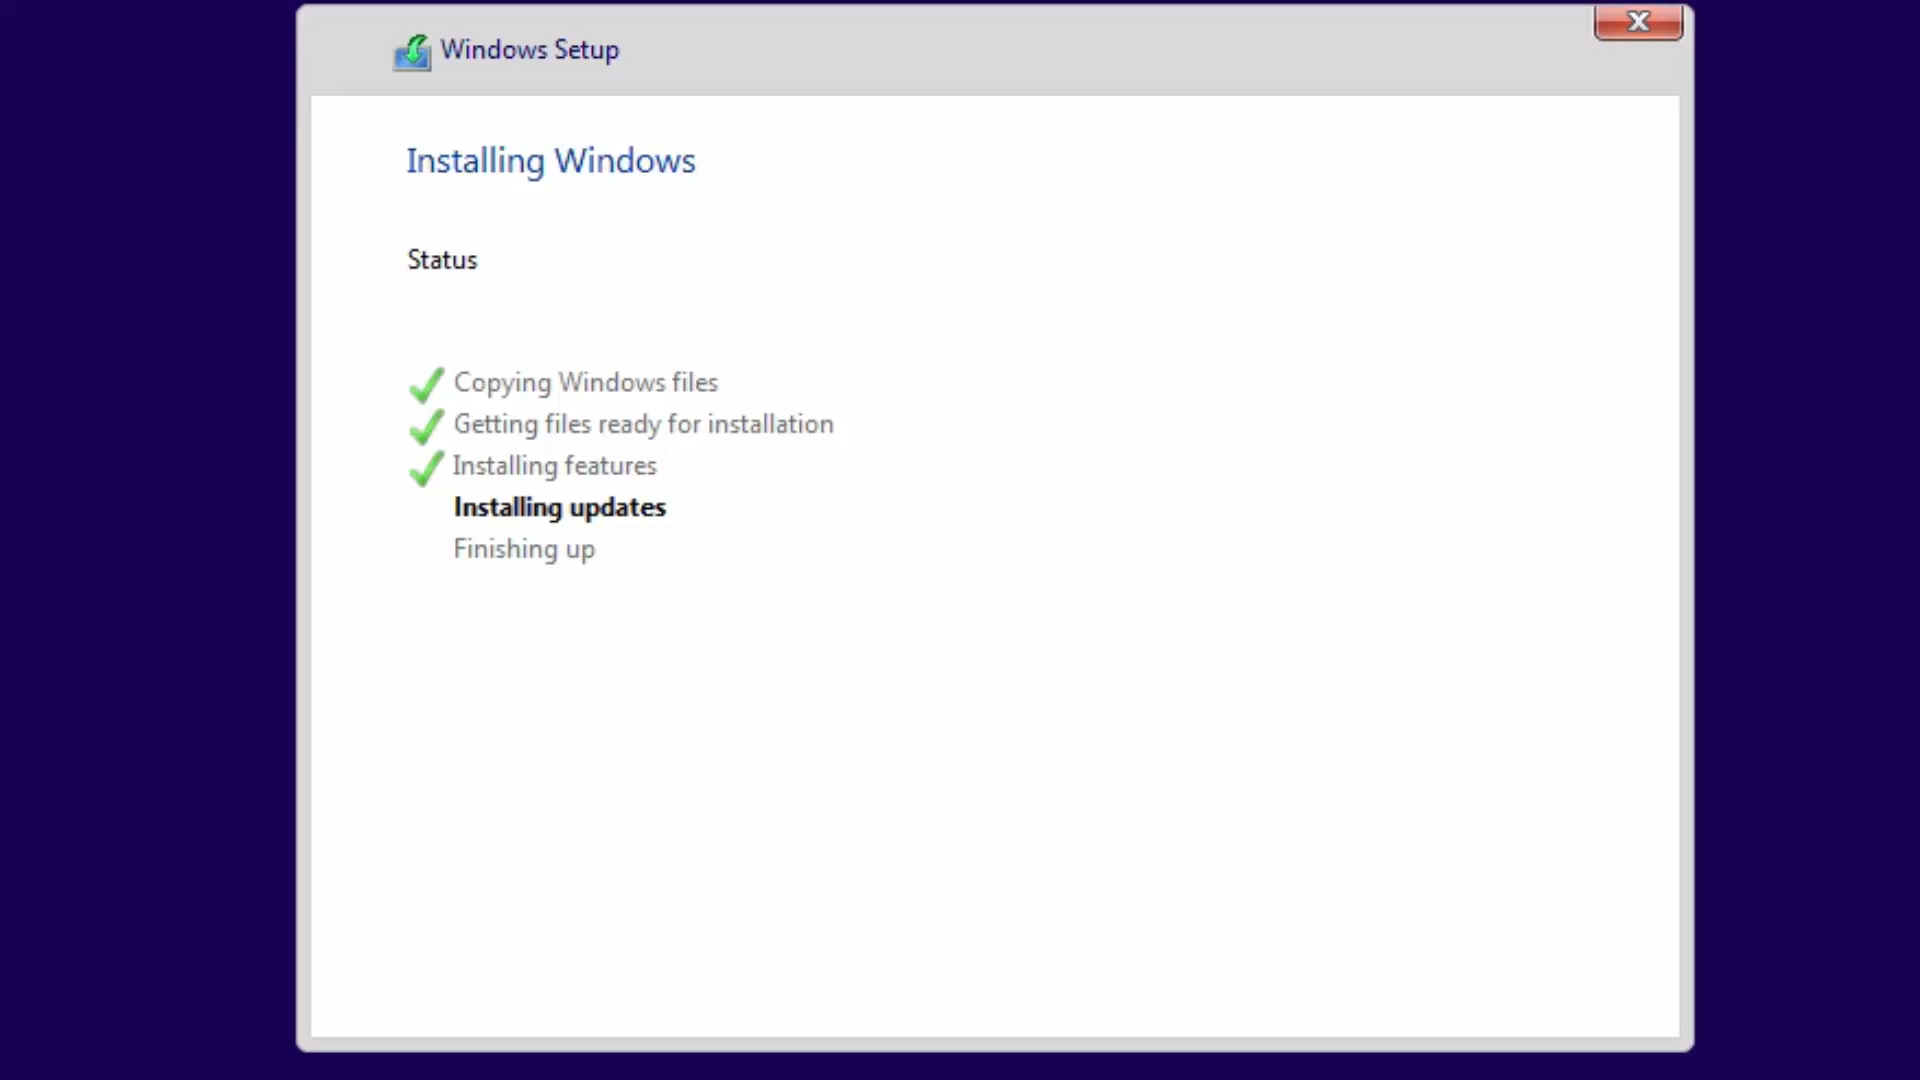 Windows Setup
Installing Windows
Status
Copying Windows files
Getting files ready for installation
Installing features
Installing updates
Finishing up